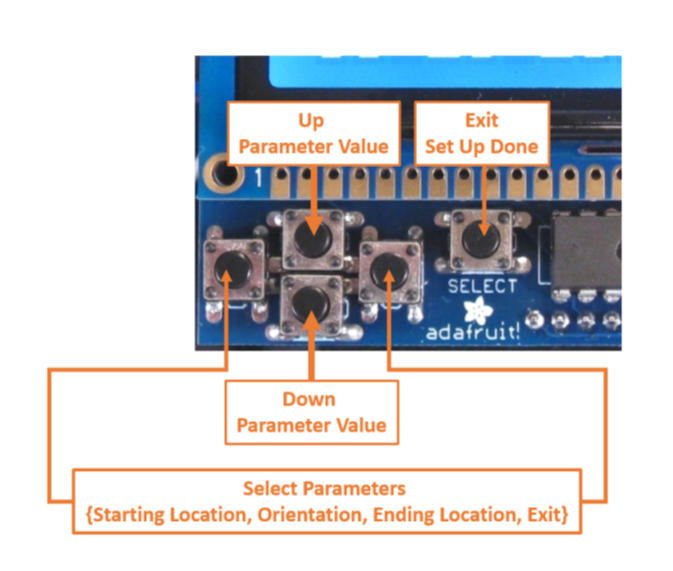 Up
Parameter Value
Exit
Set Up Done
1
SELECT
adafruit!
Down
Parameter Value
Select Parameters
{Starting Location, Orientation, Ending Location, Exit}